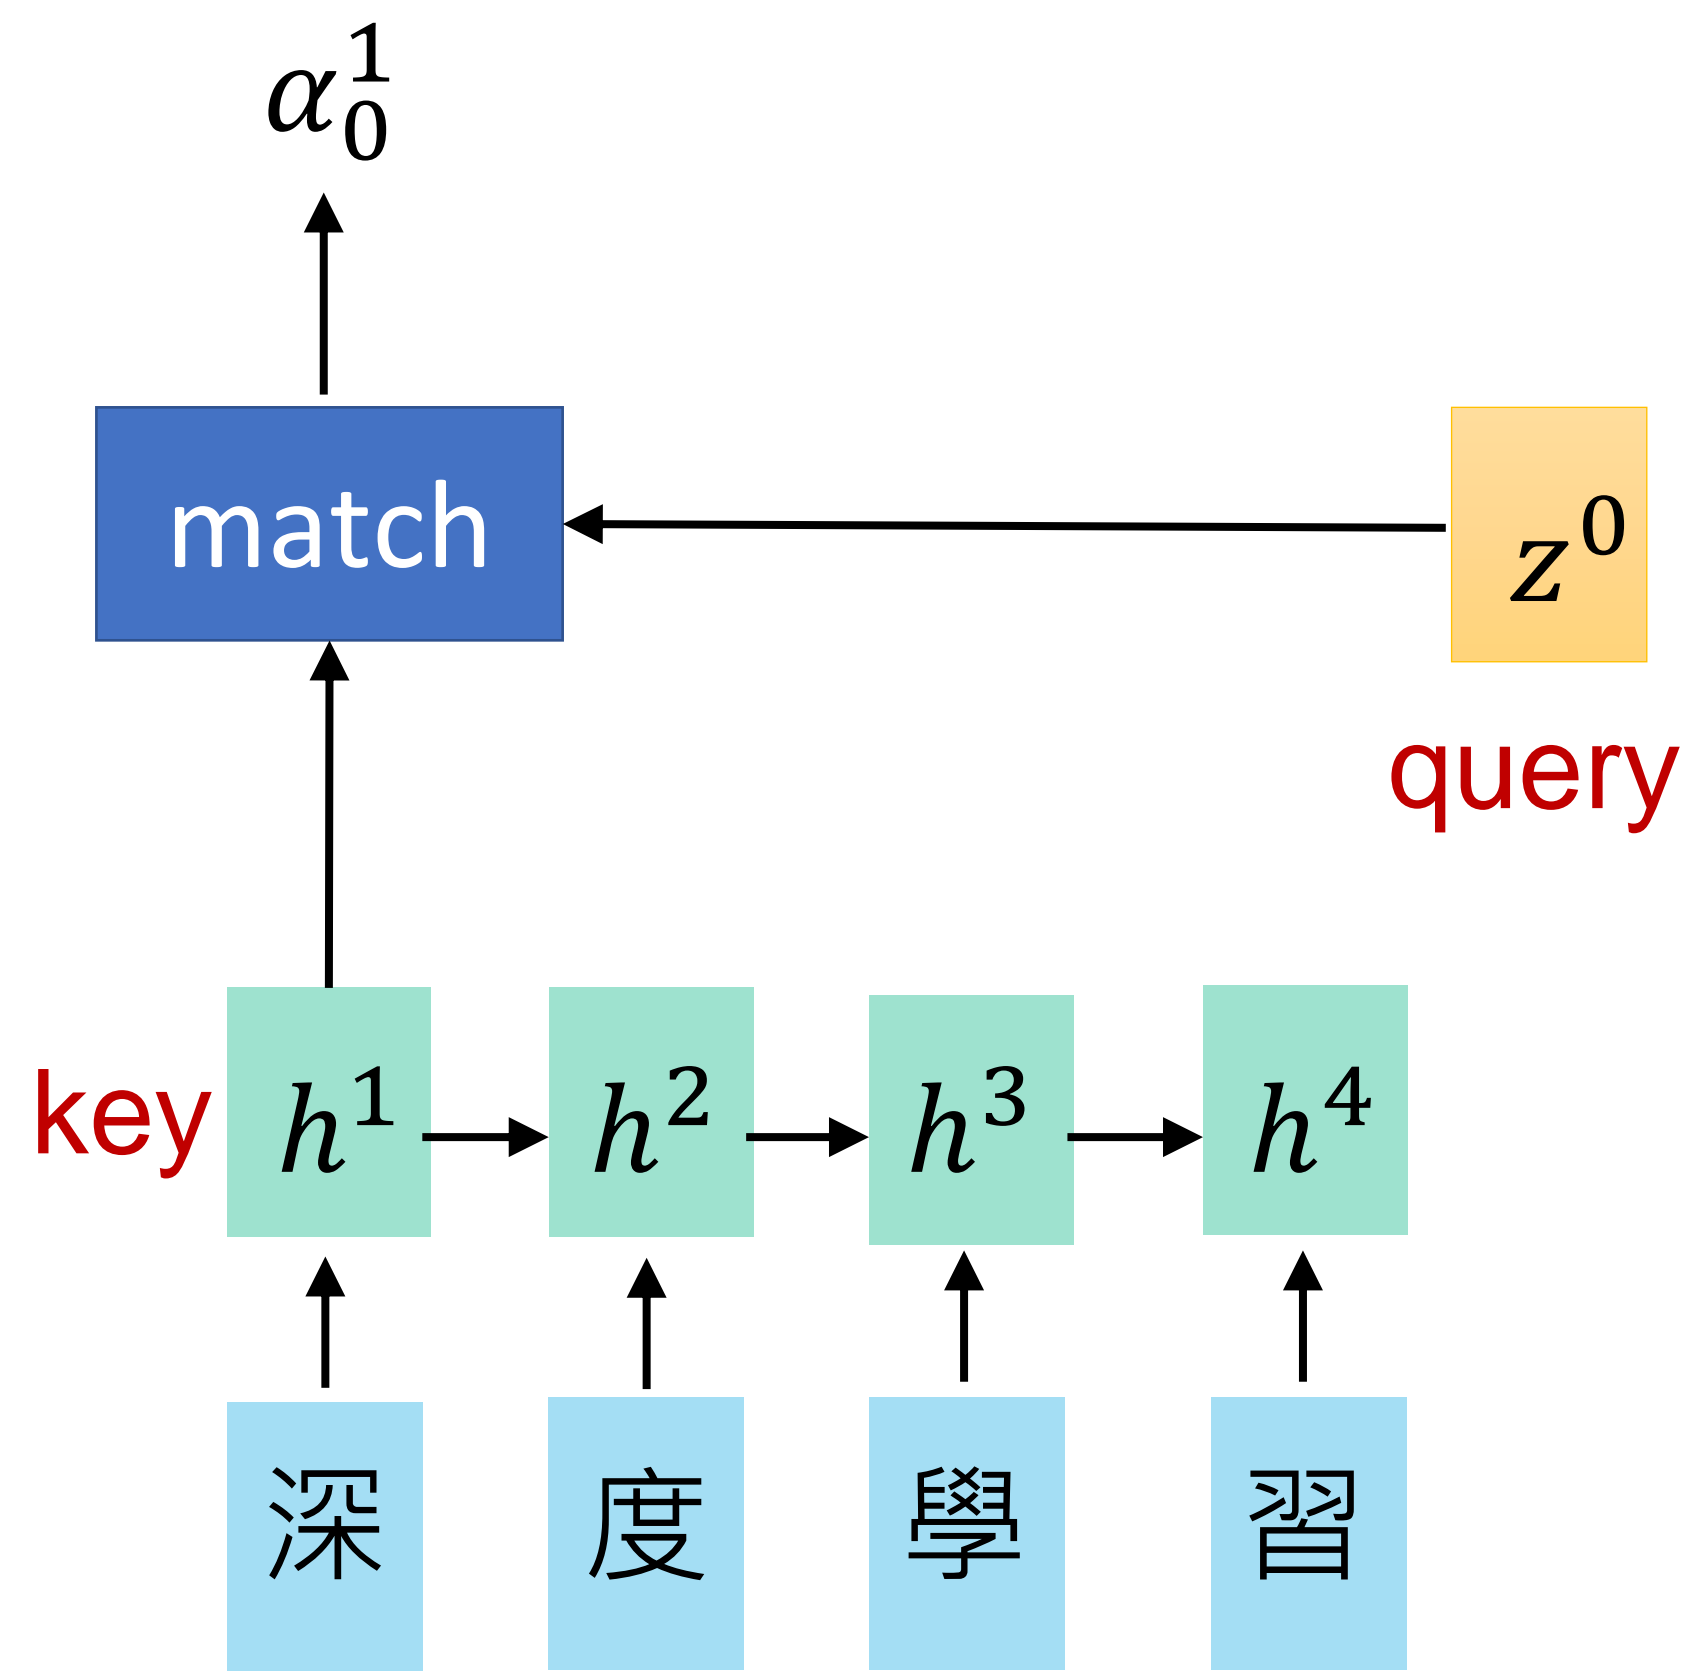 α₀¹
match
z⁰
query
key
h¹ h² h³ h⁴
深 度 學 習